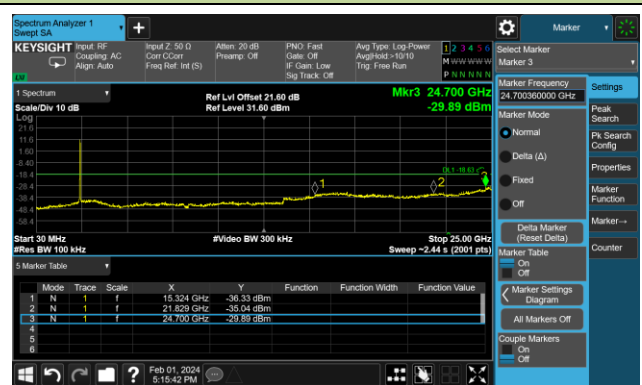 Spectrum Analyzer 1
Swept SA
Marker
KEYSIGHT Input: RF Input Z: 50 Ω Atten: 20 dB PNO: Fast Avg Type: Log-Power 1 2 3 4 5 6
Coupling: AC Corr CCorr Preamp: Off Gate: Off Avg|Hold:>10/10 M W W W W W
Align: Auto Freq Ref: Int (S) IF Gain: Low Trig: Free Run
Sig Track: Off P N N N N N
LXI
Select Marker
Marker 3
1 Spectrum
Ref Lvl Offset 21.60 dB
Mkr3 24.700 GHz
Scale/Div 10 dB
Ref Level 31.60 dBm
-29.89 dBm
Log
21.6
11.6
1.60
-8.40
-18.4
-28.4
-38.4
-48.4
-58.4
DL1 -18.63
1
2
3
Start 30 MHz
#Video BW 300 kHz
Stop 25.00 GHz
#Res BW 100 kHz
Sweep ~2.44 s (2001 pts)
5 Marker Table
Mode Trace Scale X Y Function Function Width Function Value
1 N 1 f 15.324 GHz -36.33 dBm
2 N 1 f 21.829 GHz -35.04 dBm
3 N 1 f 24.700 GHz -29.89 dBm
4
5
6
Marker Frequency
24.700360000 GHz
Marker Mode
Normal
Delta (Δ)
Fixed
Off
Delta Marker
(Reset Delta)
Marker Table
On
Off
Marker Settings
Diagram
All Markers Off
Couple Markers
On
Off
Settings
Peak
Search
Pk Search
Config
Properties
Marker
Function
Marker→
Counter
Feb 01, 2024
5:15:42 PM